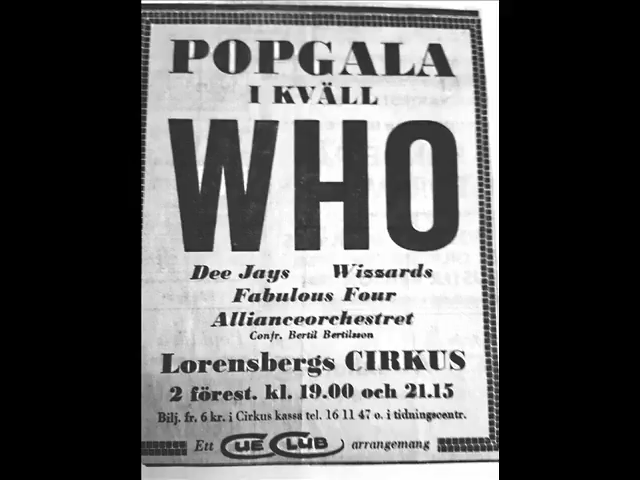 POPGALA
I KVÄLL
WHO
Dee Jays Wizzards
Fabulous Four
Allianceorchestret
Confr. Bertil Bertilsson
Lorensbergs CIRKUS
2 förest. kl. 19.00 och 21.15
Bilj. fr. 6 kr. i Cirkus kassa tel. 16 11 47 o. i tidningscentr.
Ett CUE CLUB arrangemang